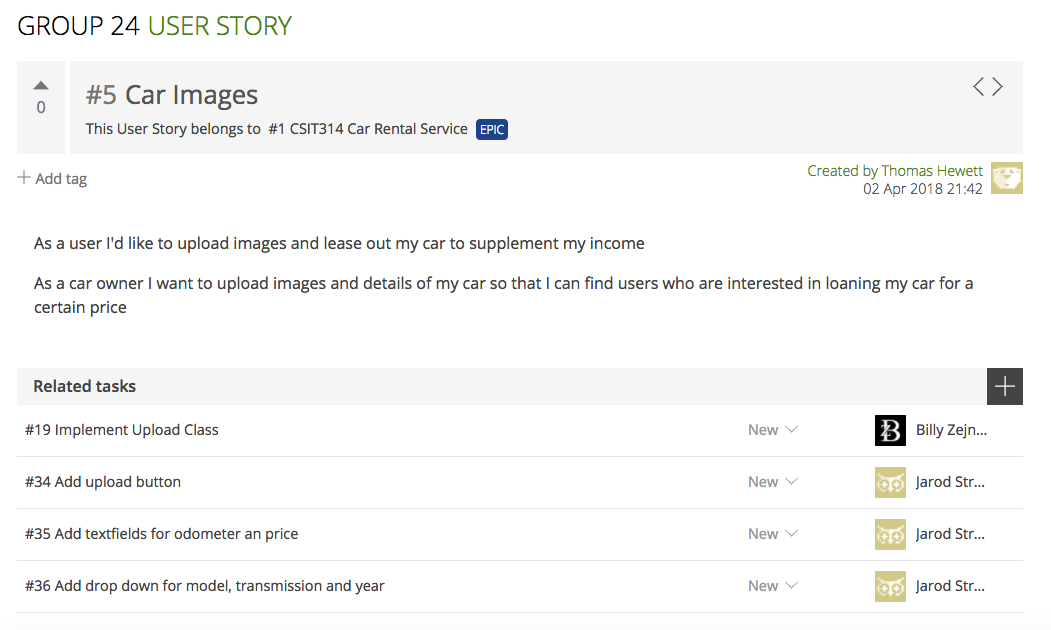 GROUP 24 USER STORY
0
#5 Car Images
This User Story belongs to #1 CSIT314 Car Rental Service EPIC
Add tag
Created by Thomas Hewett
02 Apr 2018 21:42
As a user I'd like to upload images and lease out my car to supplement my income
As a car owner I want to upload images and details of my car so that I can find users who are interested in loaning my car for a
certain price
Related tasks
#19 Implement Upload Class New Billy Zejn...
#34 Add upload button New Jarod Str...
#35 Add textfields for odometer an price New Jarod Str...
#36 Add drop down for model, transmission and year New Jarod Str...